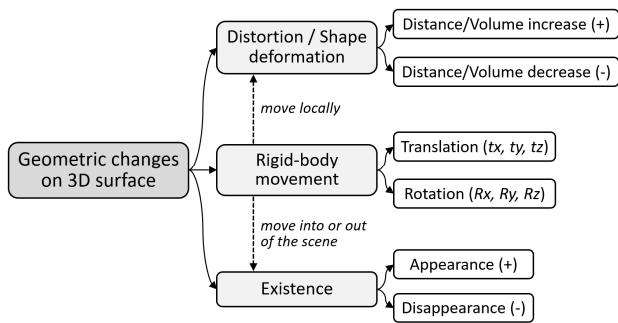 Geometric changes
on 3D surface
Distortion / Shape
deformation
Distance/Volume increase (+)
Distance/Volume decrease (-)
move locally
Rigid-body
movement
Translation (tx, ty, tz)
Rotation (Rx, Ry, Rz)
move into or out
of the scene
Existence
Appearance (+)
Disappearance (-)